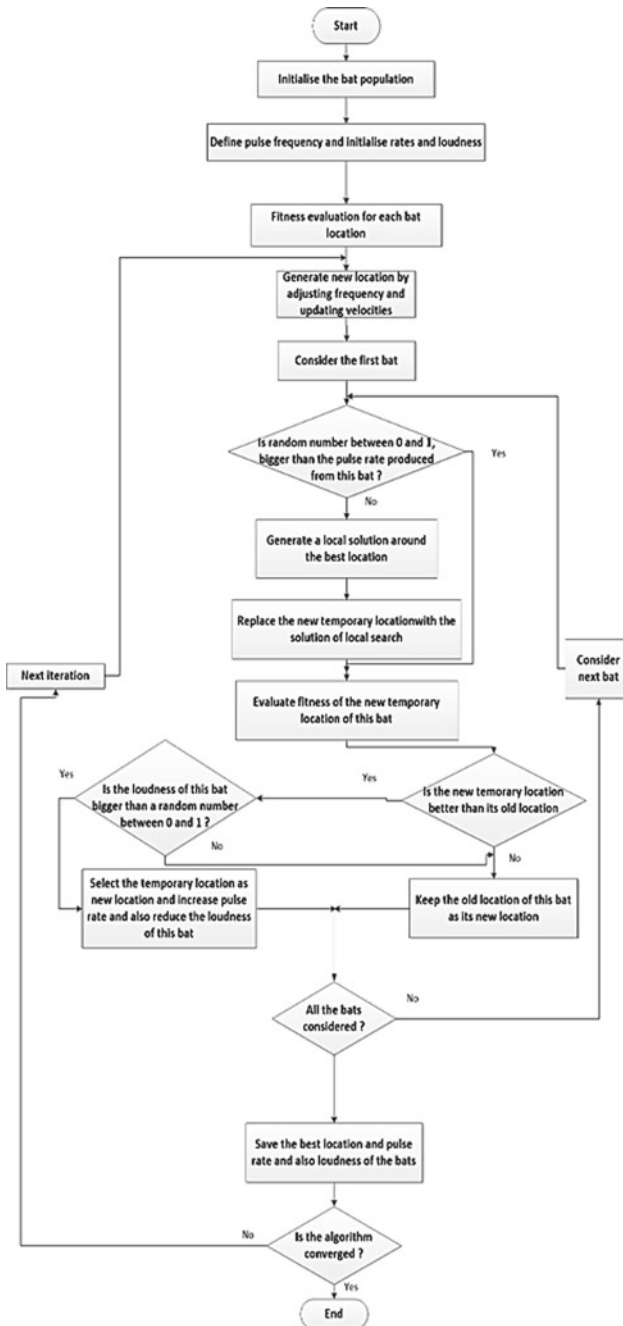 Start
Initialise the bat population
Define pulse frequency and initialise rates and loudness
Fitness evaluation for each bat
location
Generate new location by
adjusting frequency and
updating velocities
Consider the first bat
Is random number between 0 and 1,
bigger than the pulse rate produced
from this bat ?
Yes
No
Generate a local solution around
the best location
Replace the new temporary locationwith the
solution of local search
Consider
next bat
Next iteration
Evaluate fitness of the new temporary
location of this bat
Yes
Is the loudness of this bat
bigger than a random number
between 0 and 1 ?
Yes
Is the new temorary location
better than its old location
No
No
Select the temporary location as
new location and increase pulse
rate and also reduce the loudness
of this bat
Keep the old location of this bat
as its new location
All the bats
considered ?
No
Save the best location and pulse
rate and also loudness of the bats
No
Is the algorithm
converged ?
Yes
End